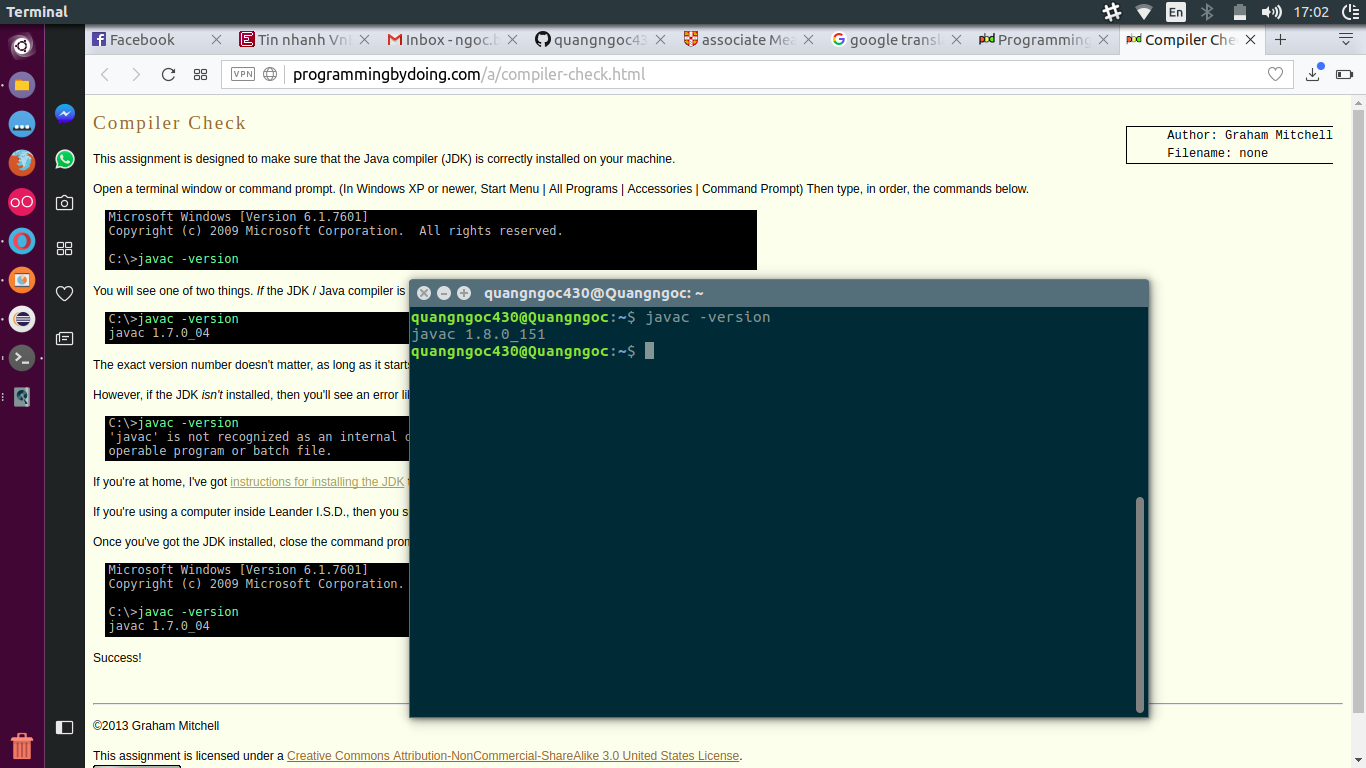 Terminal
En
17:02
Facebook
Tin nhanh Vn
Inbox - ngoc.b
quangngoc43
associate Mea
google transl
Programming
Compiler Che
VPN
programmingbydoing.com/a/compiler-check.html
Compiler Check
Author: Graham Mitchell
Filename: none
This assignment is designed to make sure that the Java compiler (JDK) is correctly installed on your machine.
Open a terminal window or command prompt. (In Windows XP or newer, Start Menu | All Programs | Accessories | Command Prompt) Then type, in order, the commands below.
Microsoft Windows [Version 6.1.7601]
Copyright (c) 2009 Microsoft Corporation.  All rights reserved.
C:\>javac -version
You will see one of two things. If the JDK / Java compiler is
C:\>javac -version
javac 1.7.0_04
The exact version number doesn't matter, as long as it starts
However, if the JDK isn't installed, then you'll see an error li
C:\>javac -version
'javac' is not recognized as an internal o
operable program or batch file.
If you're at home, I've got instructions for installing the JDK
If you're using a computer inside Leander I.S.D., then you s
Once you've got the JDK installed, close the command pron
Microsoft Windows [Version 6.1.7601]
Copyright (c) 2009 Microsoft Corporation.
C:\>javac -version
javac 1.7.0_04
Success!
©2013 Graham Mitchell
This assignment is licensed under a Creative Commons Attribution-NonCommercial-ShareAlike 3.0 United States License.
quangngoc430@Quangngoc: ~
quangngoc430@Quangngoc:~$ javac -version
javac 1.8.0_151
quangngoc430@Quangngoc:~$